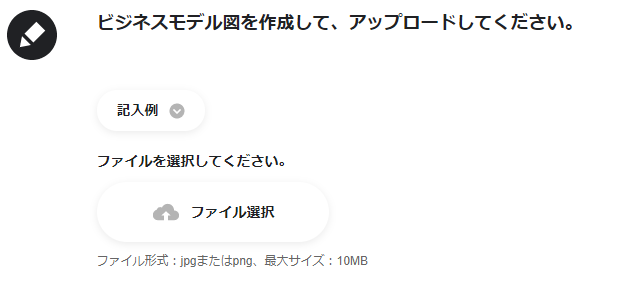 ビジネスモデル図を作成して、アップロードしてください。
記入例
ファイルを選択してください。
ファイル選択
ファイル形式：jpgまたはpng、最大サイズ：10MB